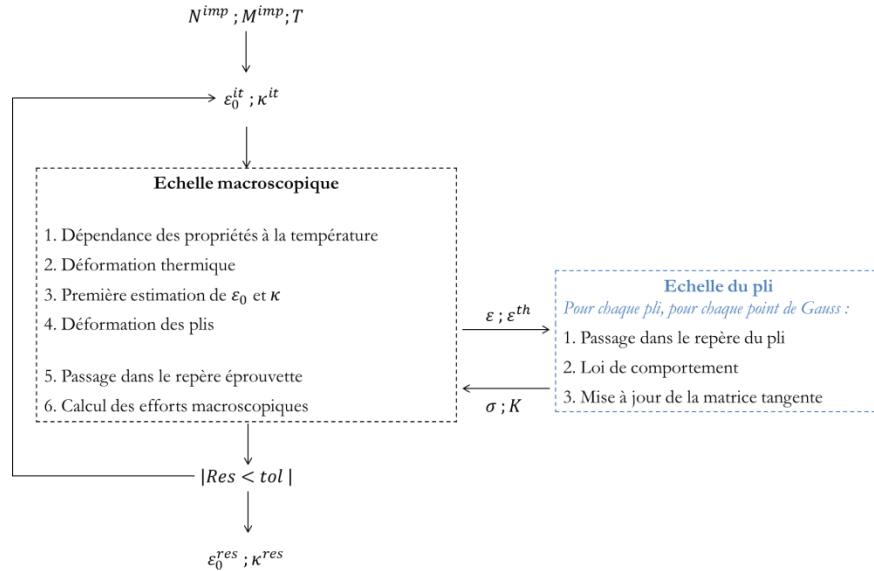 N^{imp} ; M^{imp}; T
ε_0^{it} ; κ^{it}
Echelle macroscopique
1. Dépendance des propriétés à la température
2. Déformation thermique
3. Première estimation de ε_0 et κ
4. Déformation des plis
5. Passage dans le repère éprouvette
6. Calcul des efforts macroscopiques
ε ; ε^{th}
σ ; K
Echelle du pli
Pour chaque pli, pour chaque point de Gauss :
1. Passage dans le repère du pli
2. Loi de comportement
3. Mise à jour de la matrice tangente
|Res < tol |
ε_0^{res} ; κ^{res}